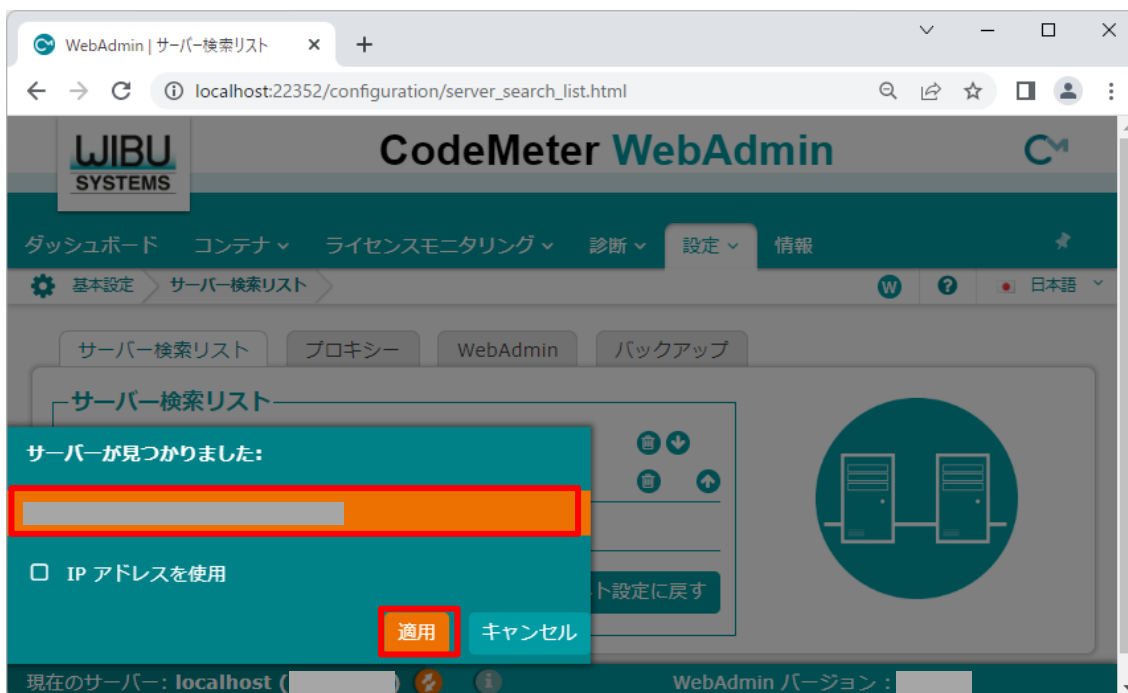 WebAdmin | サーバー検索リスト
localhost:22352/configuration/server_search_list.html
WIBU
SYSTEMS
CodeMeter WebAdmin
CM
ダッシュボード コンテナ ライセンスモニタリング 診断 設定 情報
基本設定 サーバー検索リスト W ? 日本語
サーバー検索リスト プロキシー WebAdmin バックアップ
サーバー検索リスト
サーバーが見つかりました:
IP アドレスを使用
ト設定に戻す
適用 キャンセル
現在のサーバー: localhost ( ) i WebAdmin バージョン :